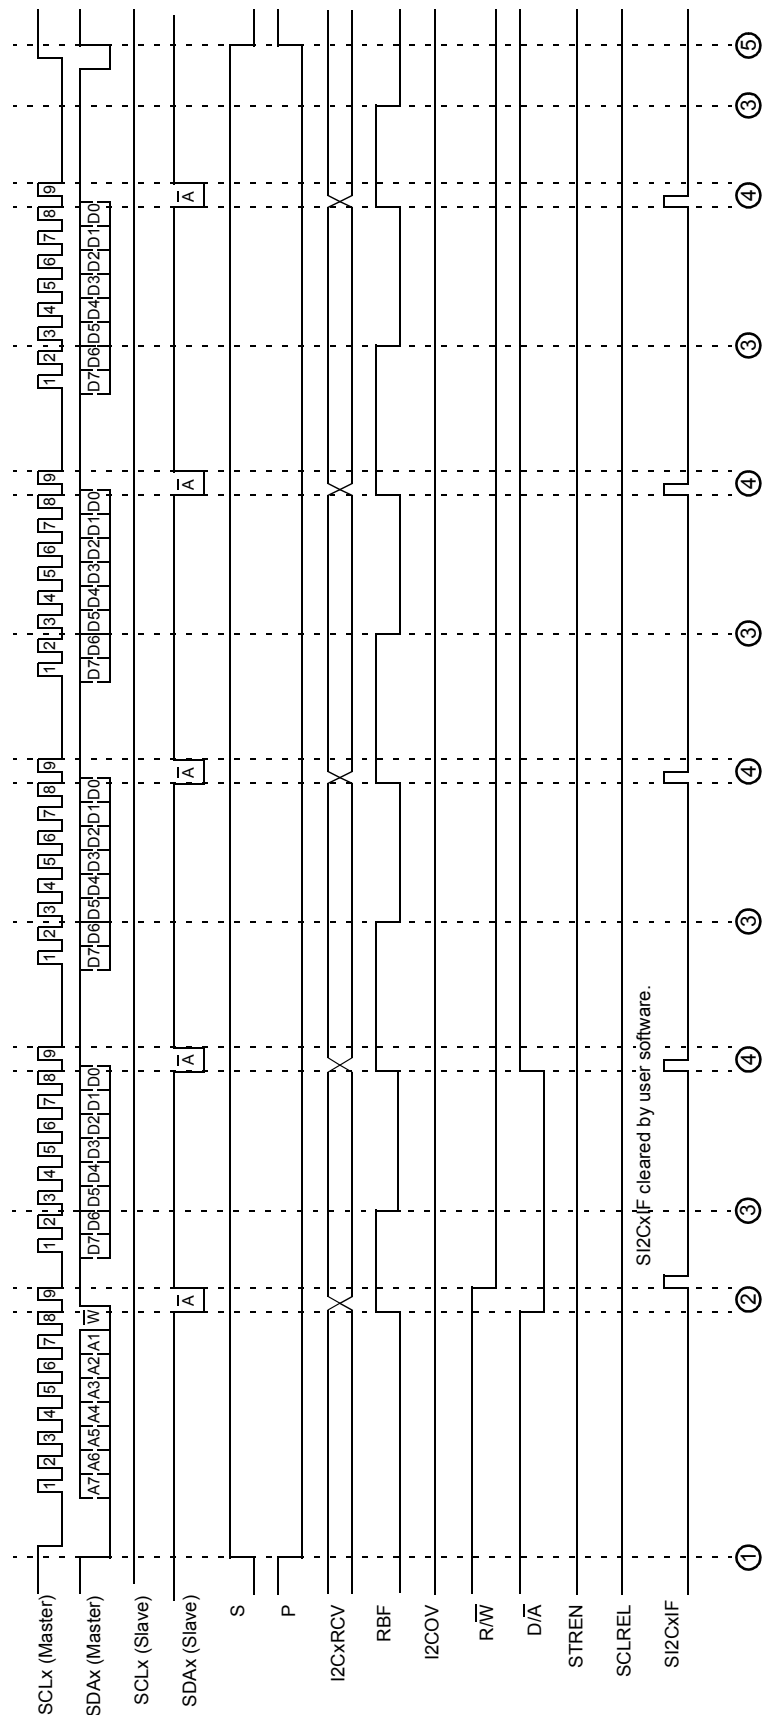 SCLx (Master) 1 2 3 4 5 6 7 8 9 1 2 3 4 5 6 7 8 9 1 2 3 4 5 6 7 8 9 1 2 3 4 5 6 7 8 9 1 2 3 4 5 6 7 8 9
SDAx (Master) A7 A6 A5 A4 A3 A2 A1 W̅ D7 D6 D5 D4 D3 D2 D1 D0 D7 D6 D5 D4 D3 D2 D1 D0 D7 D6 D5 D4 D3 D2 D1 D0 D7 D6 D5 D4 D3 D2 D1 D0
SCLx (Slave)
SDAx (Slave) A̅ A̅ A̅ A̅ A̅
S
P
I2CxRCV
RBF
I2COV
R/W̅
D/A̅
STREN
SCLREL
SI2CxIF cleared by user software.
SI2CxIF
1 2 3 4 3 4 3 4 3 4 3 5